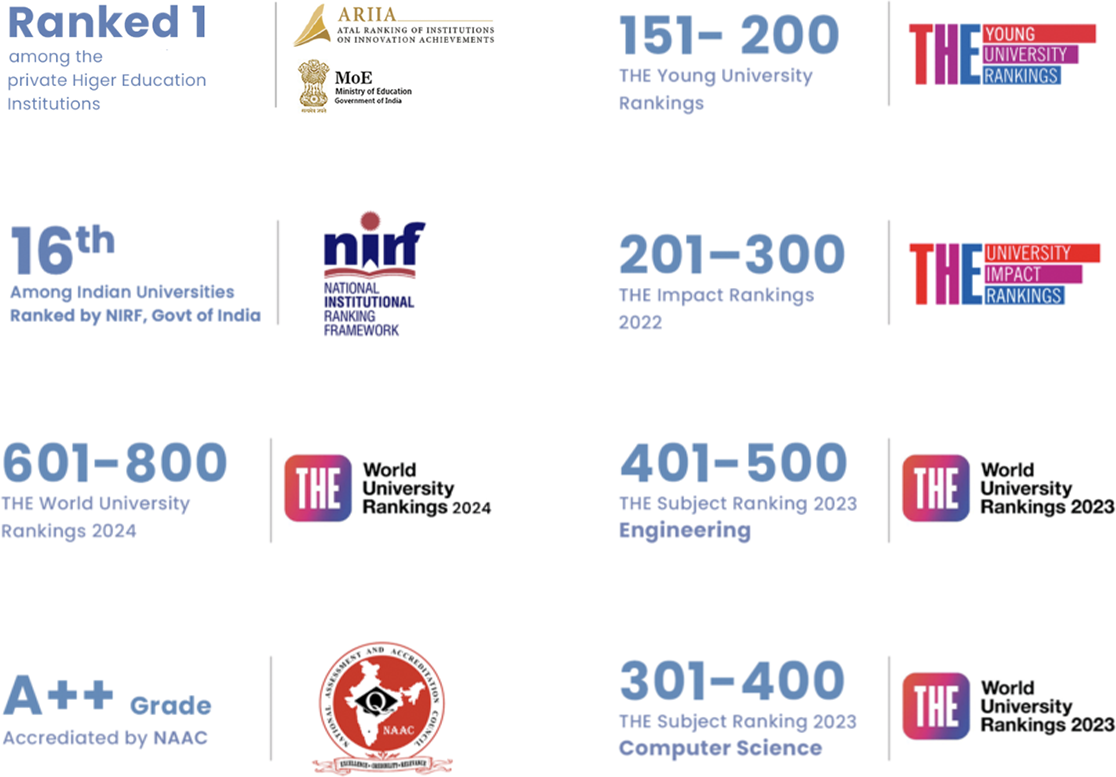 Ranked 1
among the
private Higer Education
Institutions
ARIIA
ATAL RANKING OF INSTITUTIONS
ON INNOVATION ACHIEVEMENTS
MoE
Ministry of Education
Government of India
151- 200
THE Young University
Rankings
THE YOUNG
UNIVERSITY
RANKINGS
16th
Among Indian Universities
Ranked by NIRF, Govt of India
nirf
NATIONAL
INSTITUTIONAL
RANKING
FRAMEWORK
201–300
THE Impact Rankings
2022
THE UNIVERSITY
IMPACT
RANKINGS
601-800
THE World University
Rankings 2024
THE
World
University
Rankings 2024
401-500
THE Subject Ranking 2023
Engineering
THE
World
University
Rankings 2023
A++ Grade
Accrediated by NAAC
NATIONAL ASSESSMENT AND ACCREDITATION COUNCIL
Q
NAAC
EXCELLENCE • CREDIBILITY • RELEVANCE
301-400
THE Subject Ranking 2023
Computer Science
THE
World
University
Rankings 2023